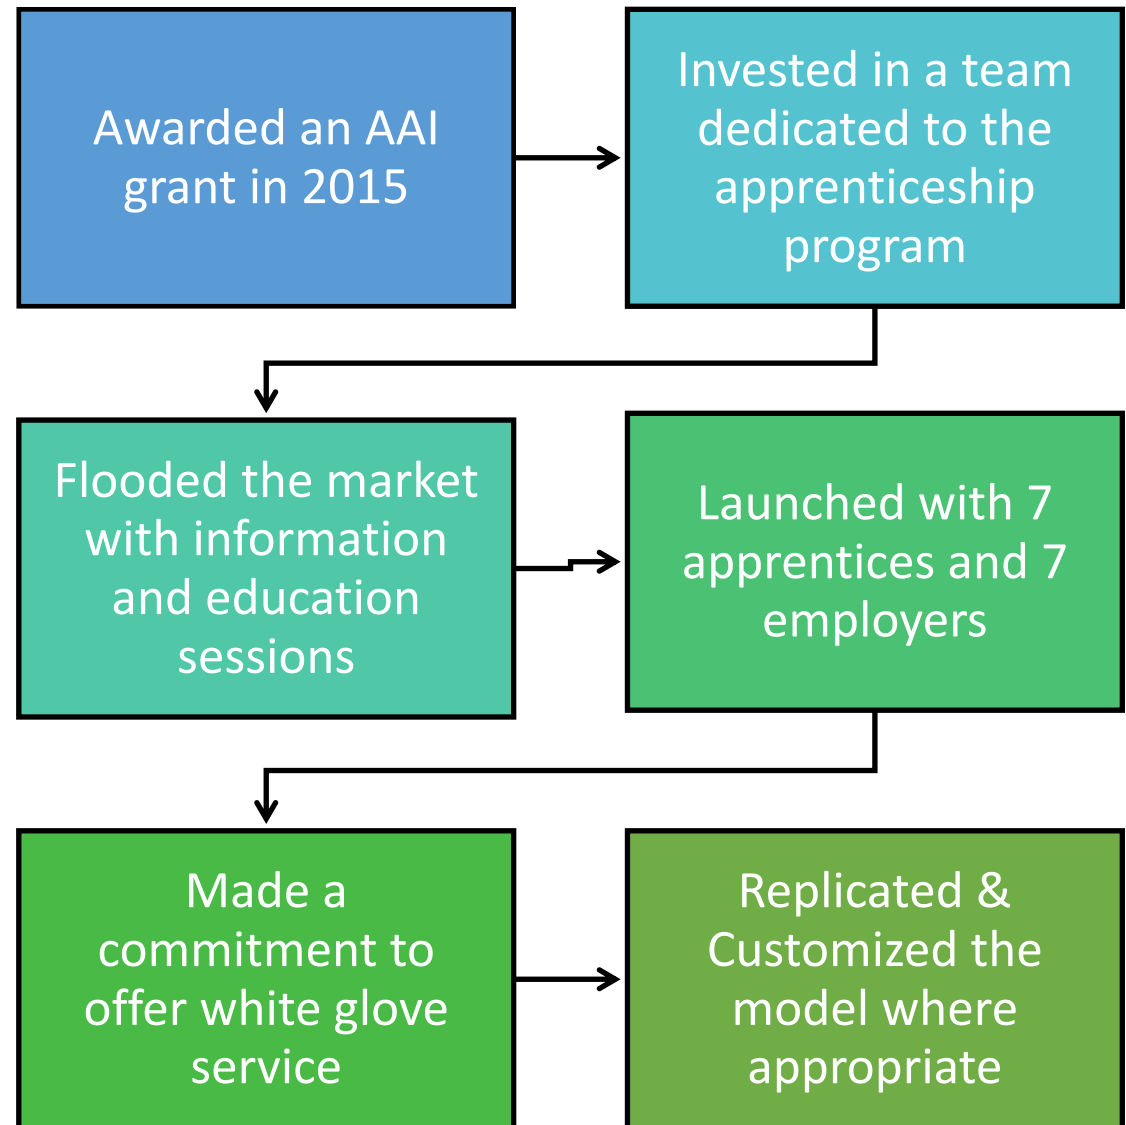 Awarded an AAI
grant in 2015
Invested in a team
dedicated to the
apprenticeship
program
Flooded the market
with information
and education
sessions
Launched with 7
apprentices and 7
employers
Made a
commitment to
offer white glove
service
Replicated &
Customized the
model where
appropriate